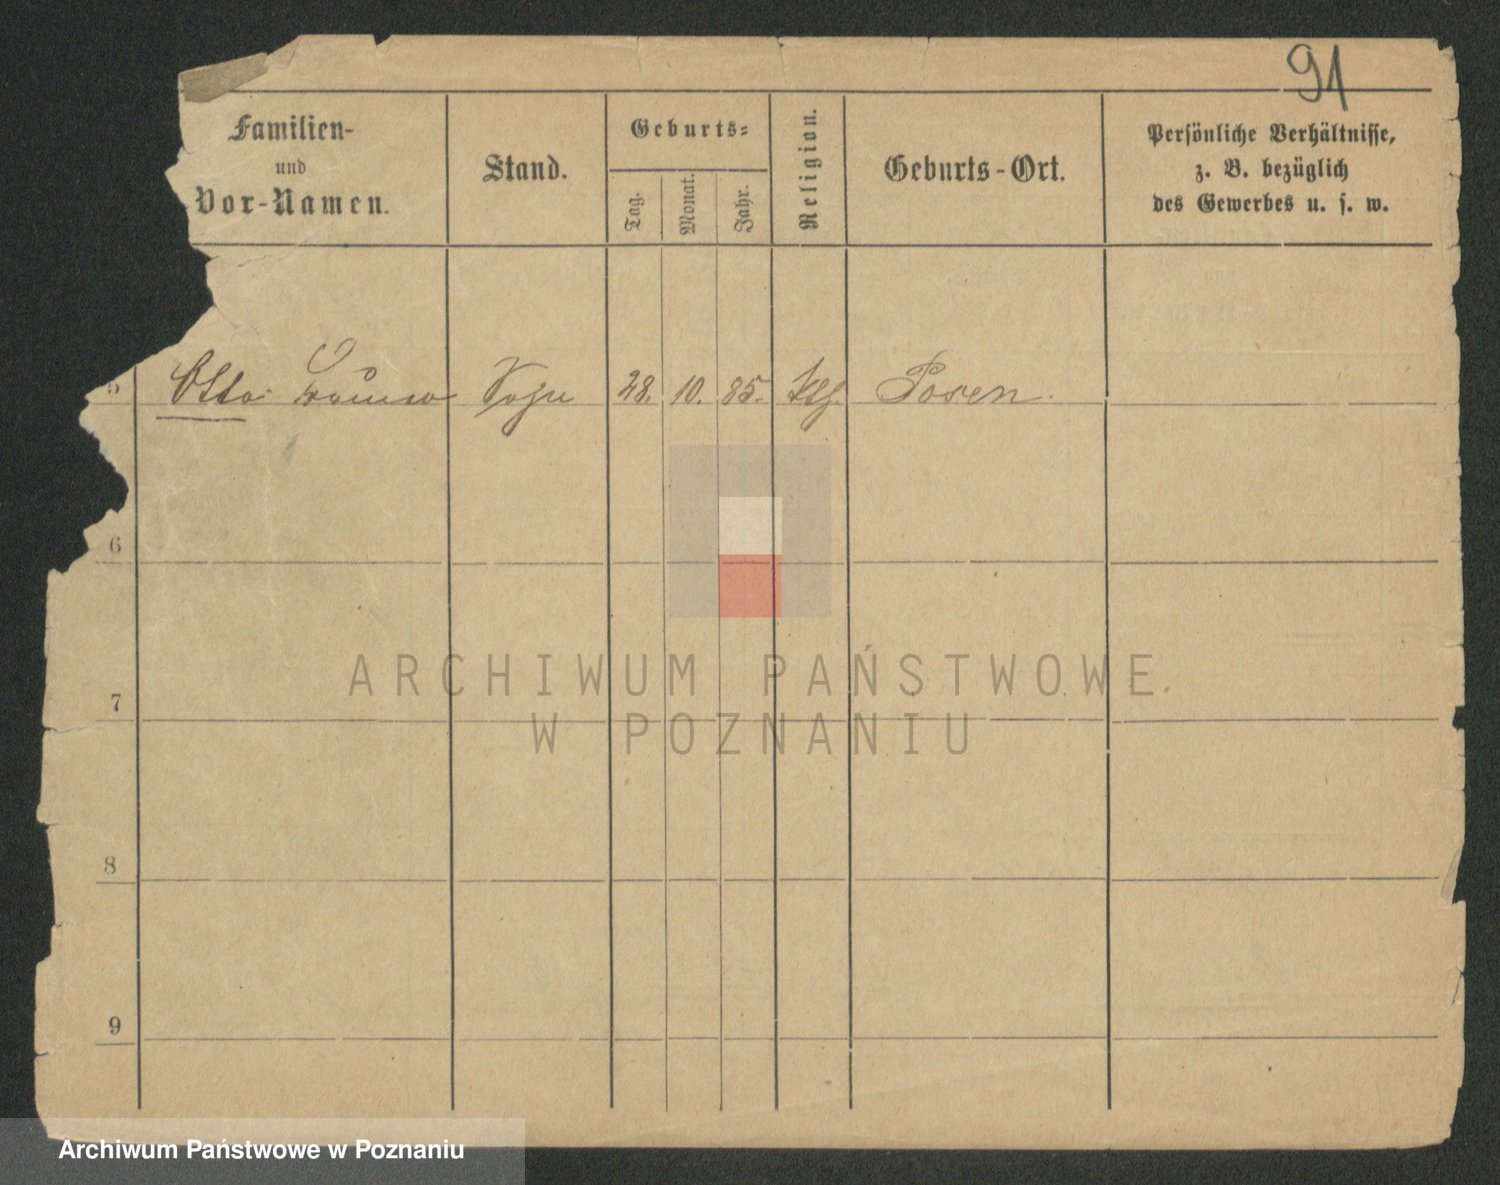 91
Familien-
und
Vor-Namen.
Stand.
Geburts-
Tag.
Monat.
Jahr.
Religion.
Geburts-Ort.
Persönliche Verhältnisse,
z. B. bezüglich
des Gewerbes u. s. w.
5 Otto Sohn 28. 10. 85. Posen.
6
7
8
9
ARCHIWUM PAŃSTWOWE
W POZNANIU
Archiwum Państwowe w Poznaniu